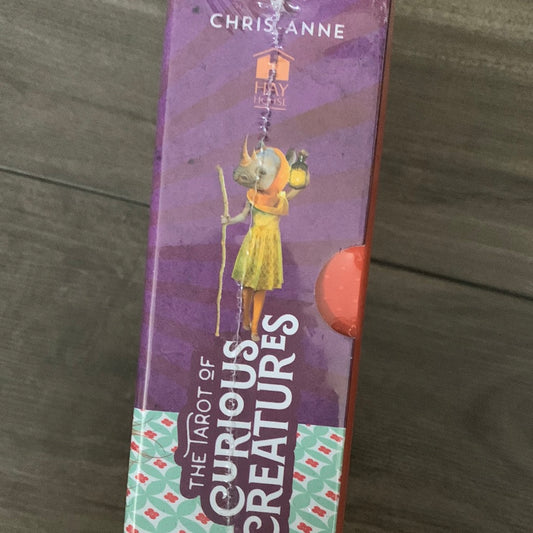 CHRIS-ANNE
HAY
HOUSE
THE TAROT OF
CURIOUS
CREATURES